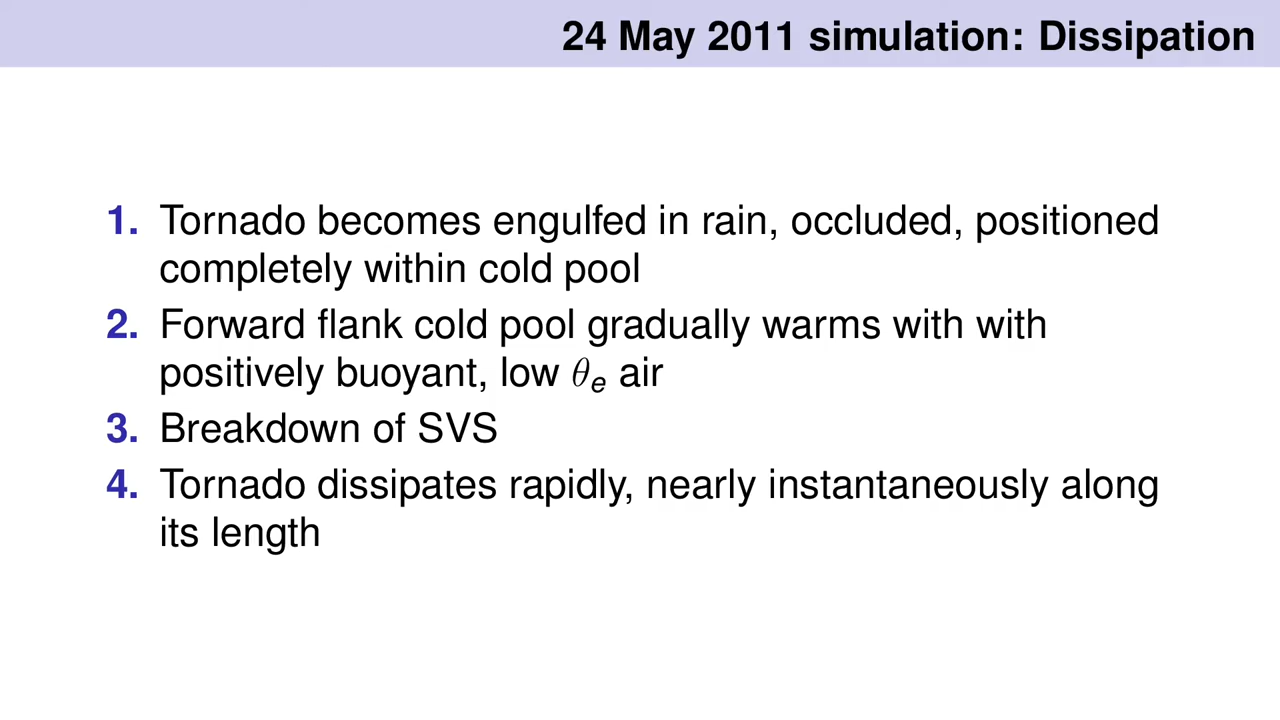 24 May 2011 simulation: Dissipation
1. Tornado becomes engulfed in rain, occluded, positioned
completely within cold pool
2. Forward flank cold pool gradually warms with with
positively buoyant, low θe air
3. Breakdown of SVS
4. Tornado dissipates rapidly, nearly instantaneously along
its length